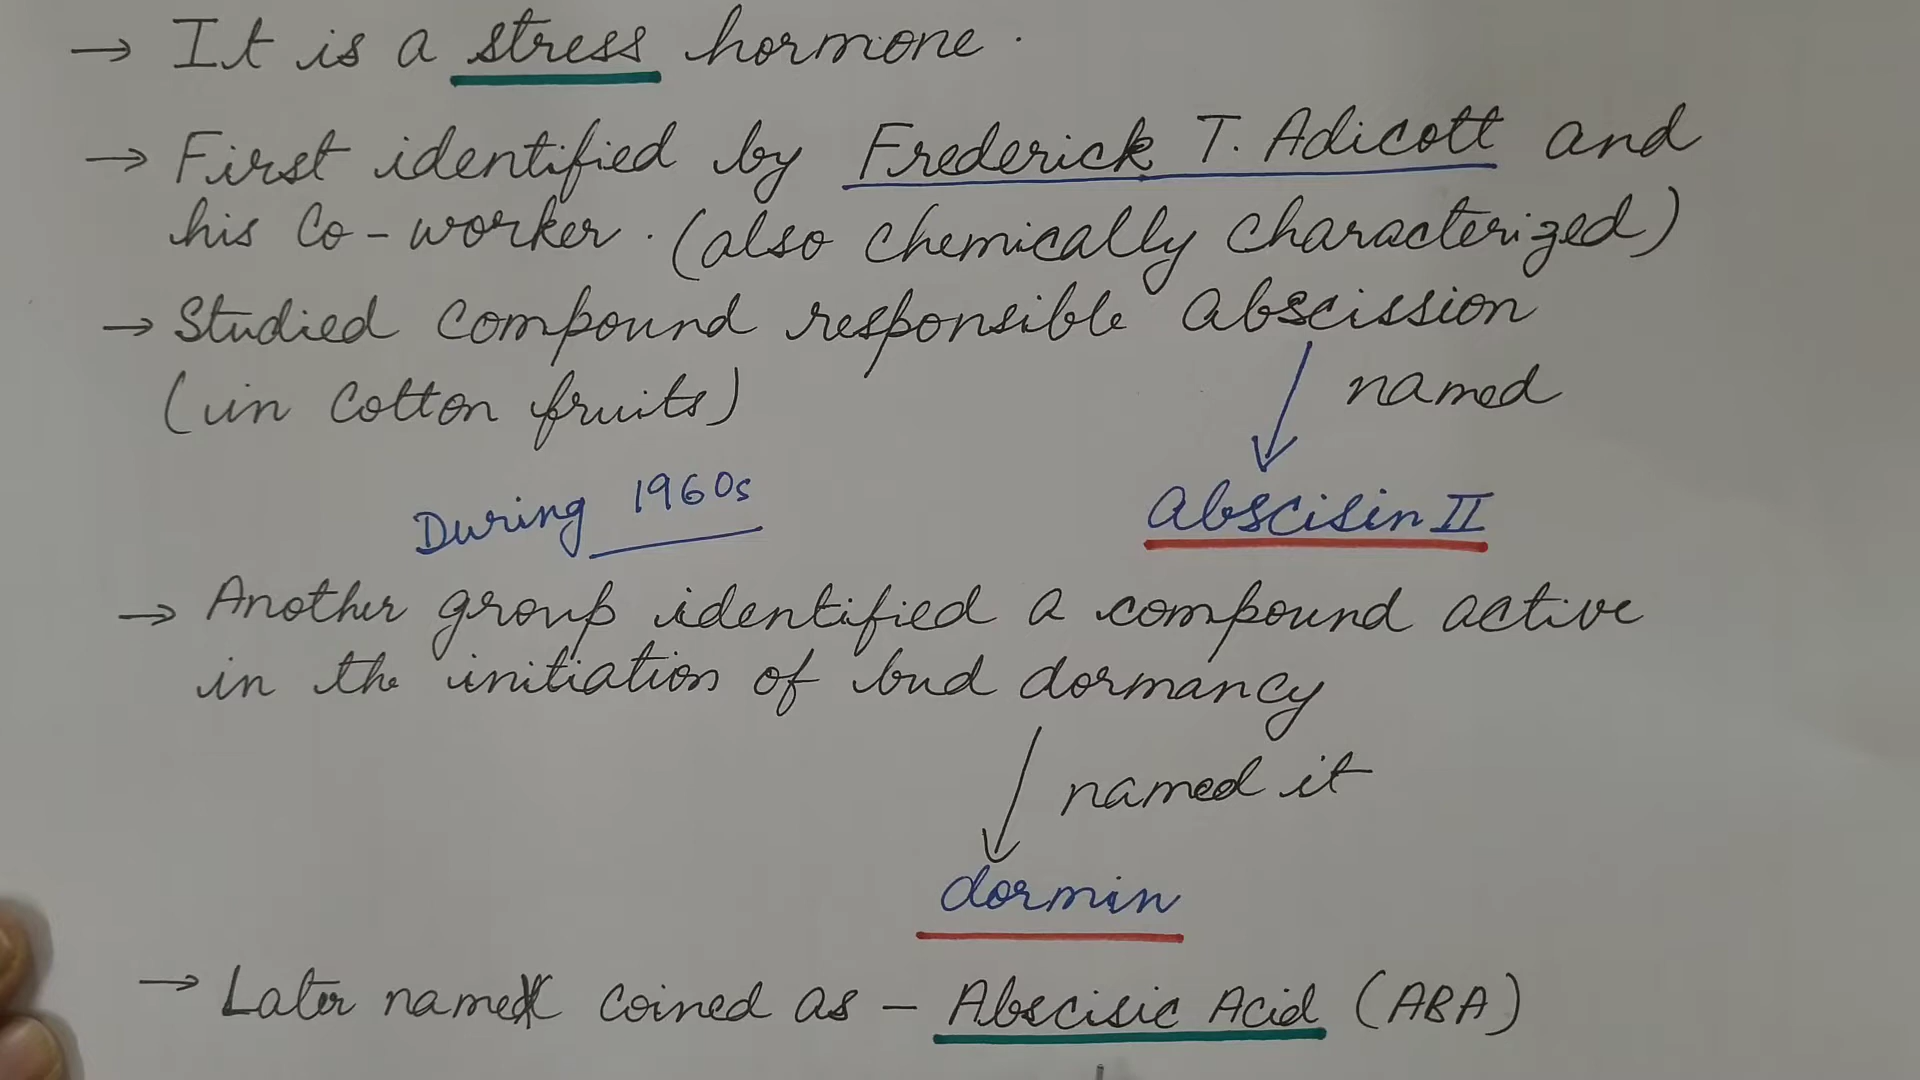 → It is a stress hormone.
→ First identified by Frederick T. Adicott and
his Co-worker. (also chemically characterized)
→ Studied compound responsible abscission
(in cotton fruits)
named
During 1960s
Abscisin II
→ Another group identified a compound active
in the initiation of bud dormancy
named it
dormin
→ Later name coined as - Abscisic Acid (ABA)